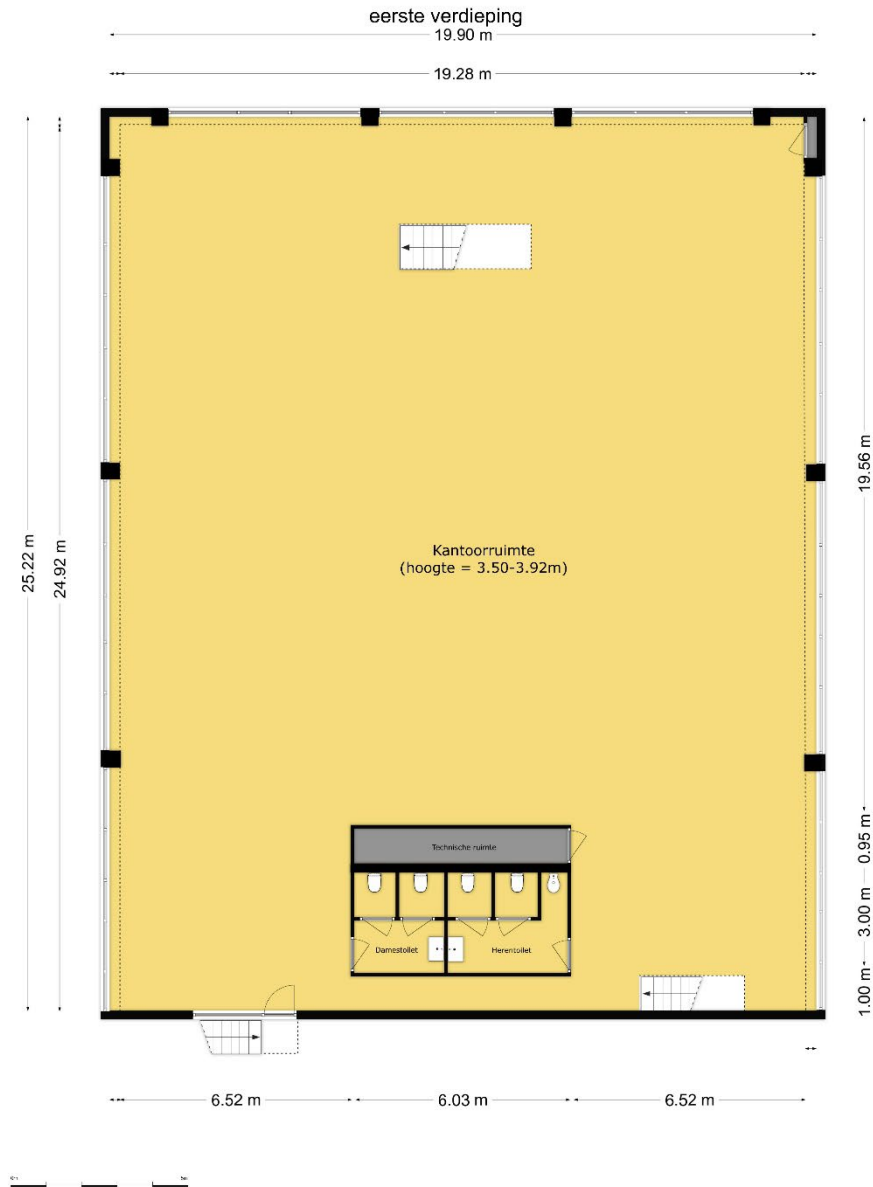 eerste verdieping
19.90 m
19.28 m
25.22 m
24.92 m
19.56 m
Kantoorruimte
(hoogte = 3.50-3.92m)
0.95 m
Technische ruimte
3.00 m
Damestoilet
Herentoilet
1.00 m
6.52 m
6.03 m
6.52 m